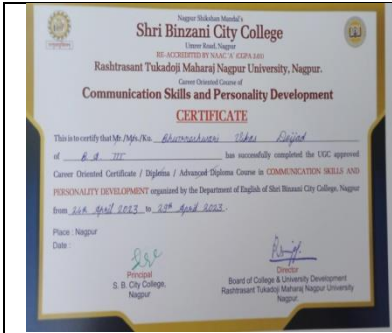 Nagpur Shikshan Mandal's
Shri Binzani City College
Umrer Road, Nagpur
RE-ACCREDITED BY NAAC 'A' (CGPA 3.03)
Rashtrasant Tukadoji Maharaj Nagpur University, Nagpur.
Career Oriented Course of
Communication Skills and Personality Development
CERTIFICATE
This is to certify that Mr./Mrs./Ku. Vikas
of B.A. III has successfully completed the UGC approved
Career Oriented Certificate / Diploma / Advanced Diploma Course in COMMUNICATION SKILLS AND
PERSONALITY DEVELOPMENT organized by the Department of English of Shri Binzani City College, Nagpur
from 24th April 2023 to 29th April 2023.
Place : Nagpur
Date :
Principal
S. B. City College,
Nagpur
Director
Board of College & University Development
Rashtrasant Tukadoji Maharaj Nagpur University
Nagpur